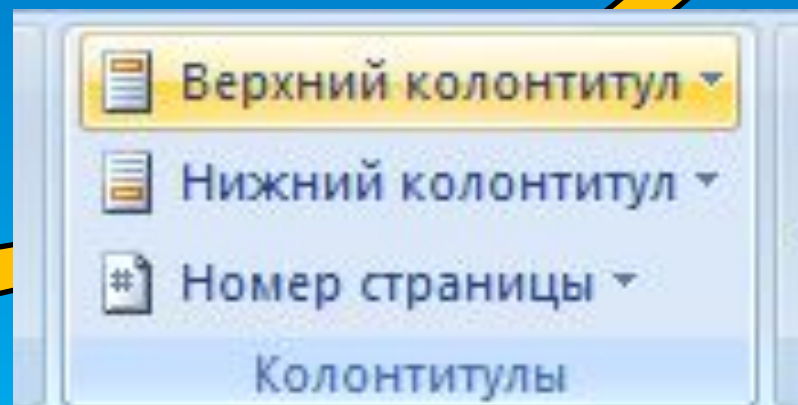 Верхний колонтитул
Нижний колонтитул
Номер страницы
Колонтитулы